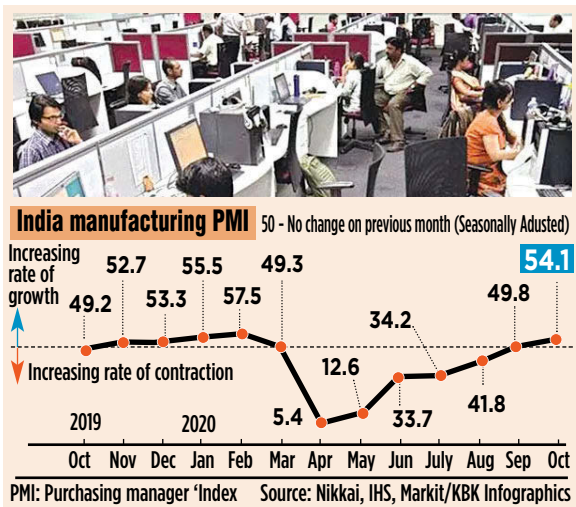 India manufacturing PMI 50 - No change on previous month (Seasonally Adusted)
Increasing
rate of
growth
49.2
52.7
53.3
55.5
57.5
49.3
5.4
12.6
33.7
34.2
41.8
49.8
54.1
Increasing rate of contraction
2019 2020
Oct Nov Dec Jan Feb Mar Apr May Jun July Aug Sep Oct
PMI: Purchasing manager ‘Index Source: Nikkai, IHS, Markit/KBK Infographics